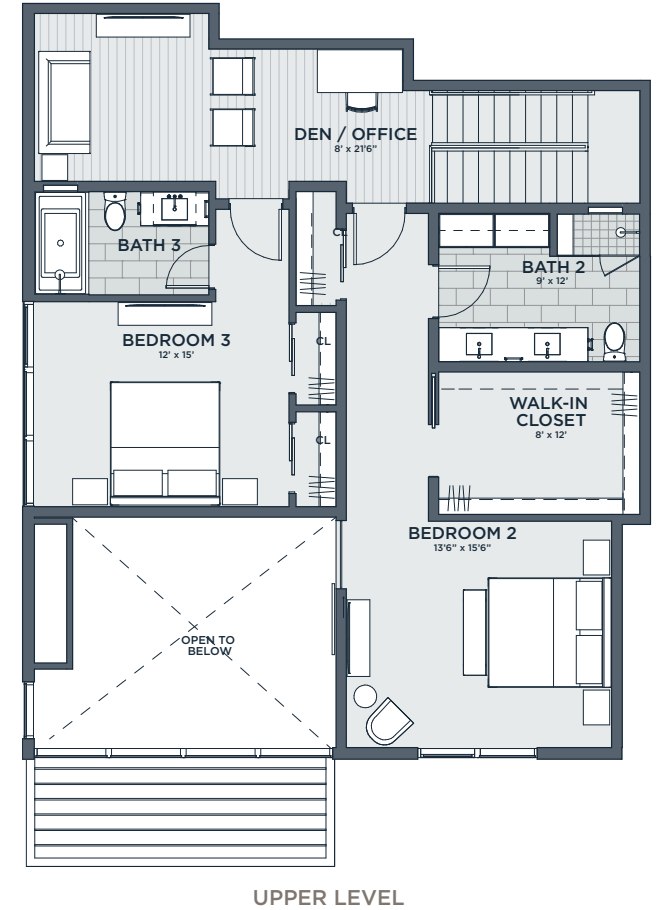 DEN / OFFICE
8' x 21'6"
CL
BATH 3
BATH 2
9' x 12'
BEDROOM 3
12' x 15'
CL
WALK-IN
CLOSET
8' x 12'
CL
BEDROOM 2
13'6" x 15'6"
OPEN TO
BELOW
UPPER LEVEL